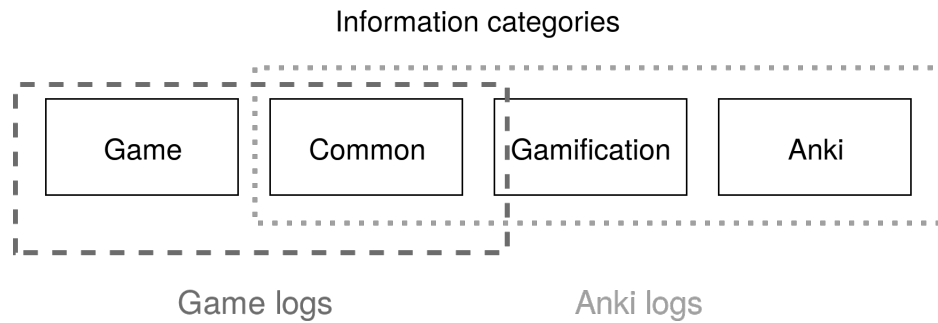 Information categories
Game Common Gamification Anki
Game logs Anki logs